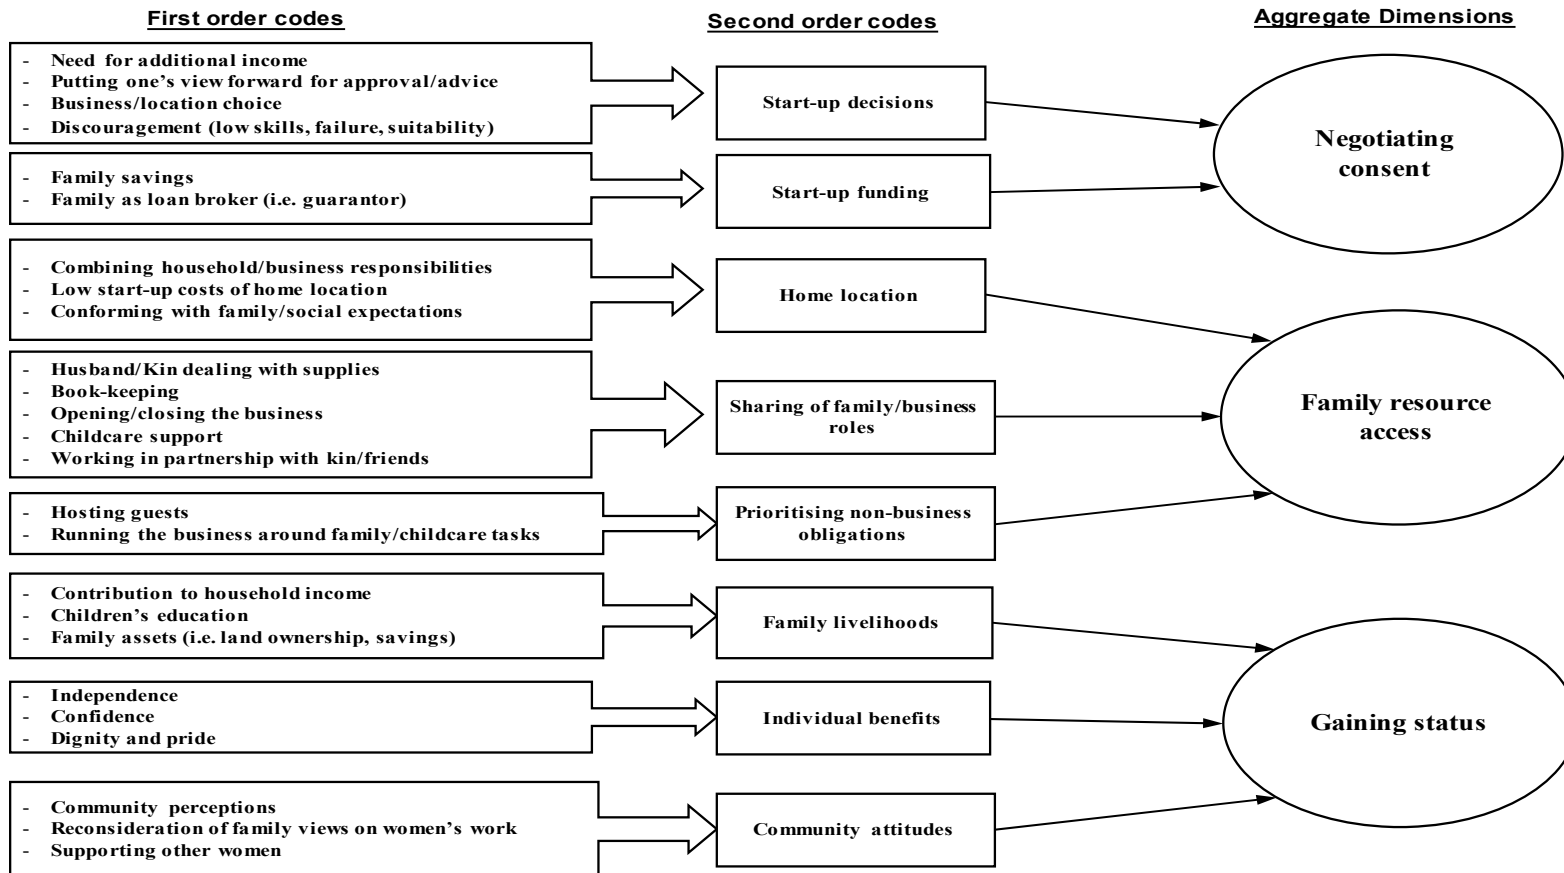 First order codes
Second order codes
Aggregate Dimensions
- Need for additional income
- Putting one's view forward for approval/advice
- Business/location choice
- Discouragement (low skills, failure, suitability)
Start-up decisions
Negotiating
consent
- Family savings
- Family as loan broker (i.e. guarantor)
Start-up funding
- Combining household/business responsibilities
- Low start-up costs of home location
- Conforming with family/social expectations
Home location
- Husband/Kin dealing with supplies
- Book-keeping
- Opening/closing the business
- Childcare support
- Working in partnership with kin/friends
Sharing of family/business
roles
Family resource
access
- Hosting guests
- Running the business around family/childcare tasks
Prioritising non-business
obligations
- Contribution to household income
- Children's education
- Family assets (i.e. land ownership, savings)
Family livelihoods
- Independence
- Confidence
- Dignity and pride
Individual benefits
Gaining status
- Community perceptions
- Reconsideration of family views on women's work
- Supporting other women
Community attitudes